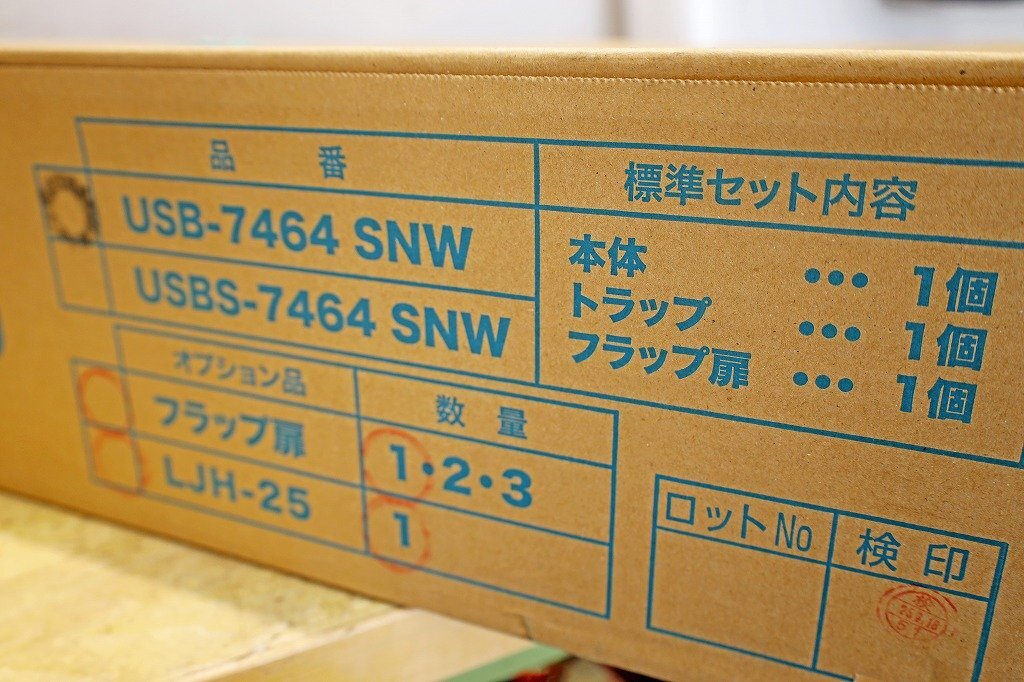 品番
USB-7464 SNW
USBS-7464 SNW
標準セット内容
本体 ••• 1個
トラップ ••• 1個
フラップ扉 ••• 1個
オプション品 数量
フラップ扉 1・2・3
LJH-25 1
ロットNo 検印